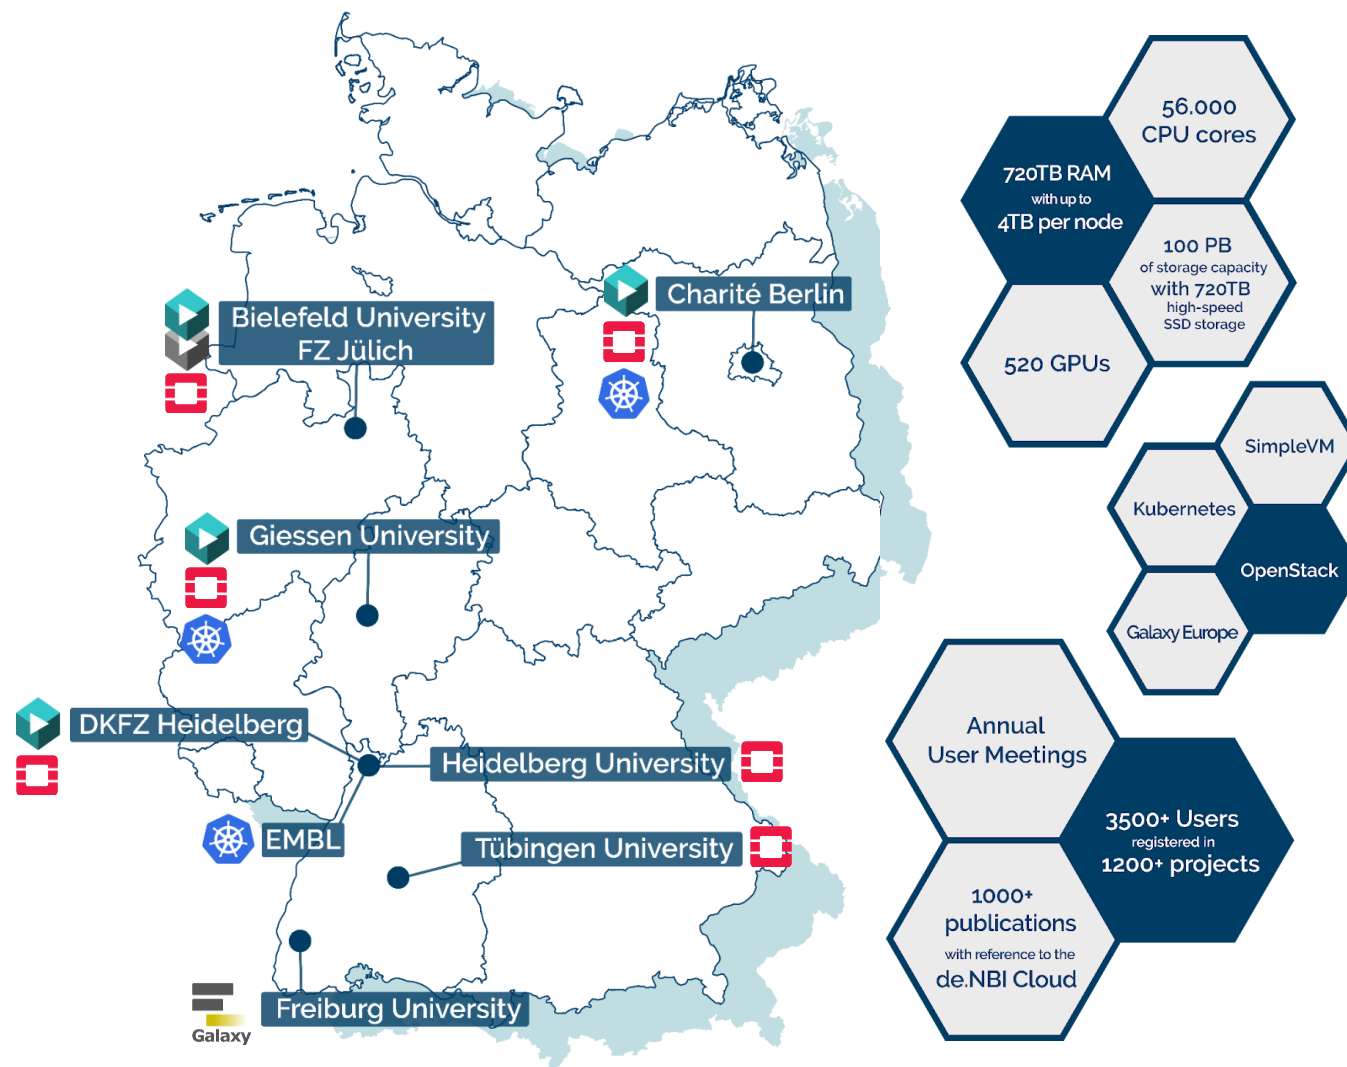 Bielefeld University
FZ Jülich
Charité Berlin
Giessen University
DKFZ Heidelberg
Heidelberg University
EMBL
Tübingen University
Freiburg University
Galaxy
56.000
CPU cores
720TB RAM
with up to
4TB per node
100 PB
of storage capacity
with 720TB
high-speed
SSD storage
520 GPUs
SimpleVM
Kubernetes
OpenStack
Galaxy Europe
Annual
User Meetings
3500+ Users
registered in
1200+ projects
1000+
publications
with reference to the
de.NBI Cloud